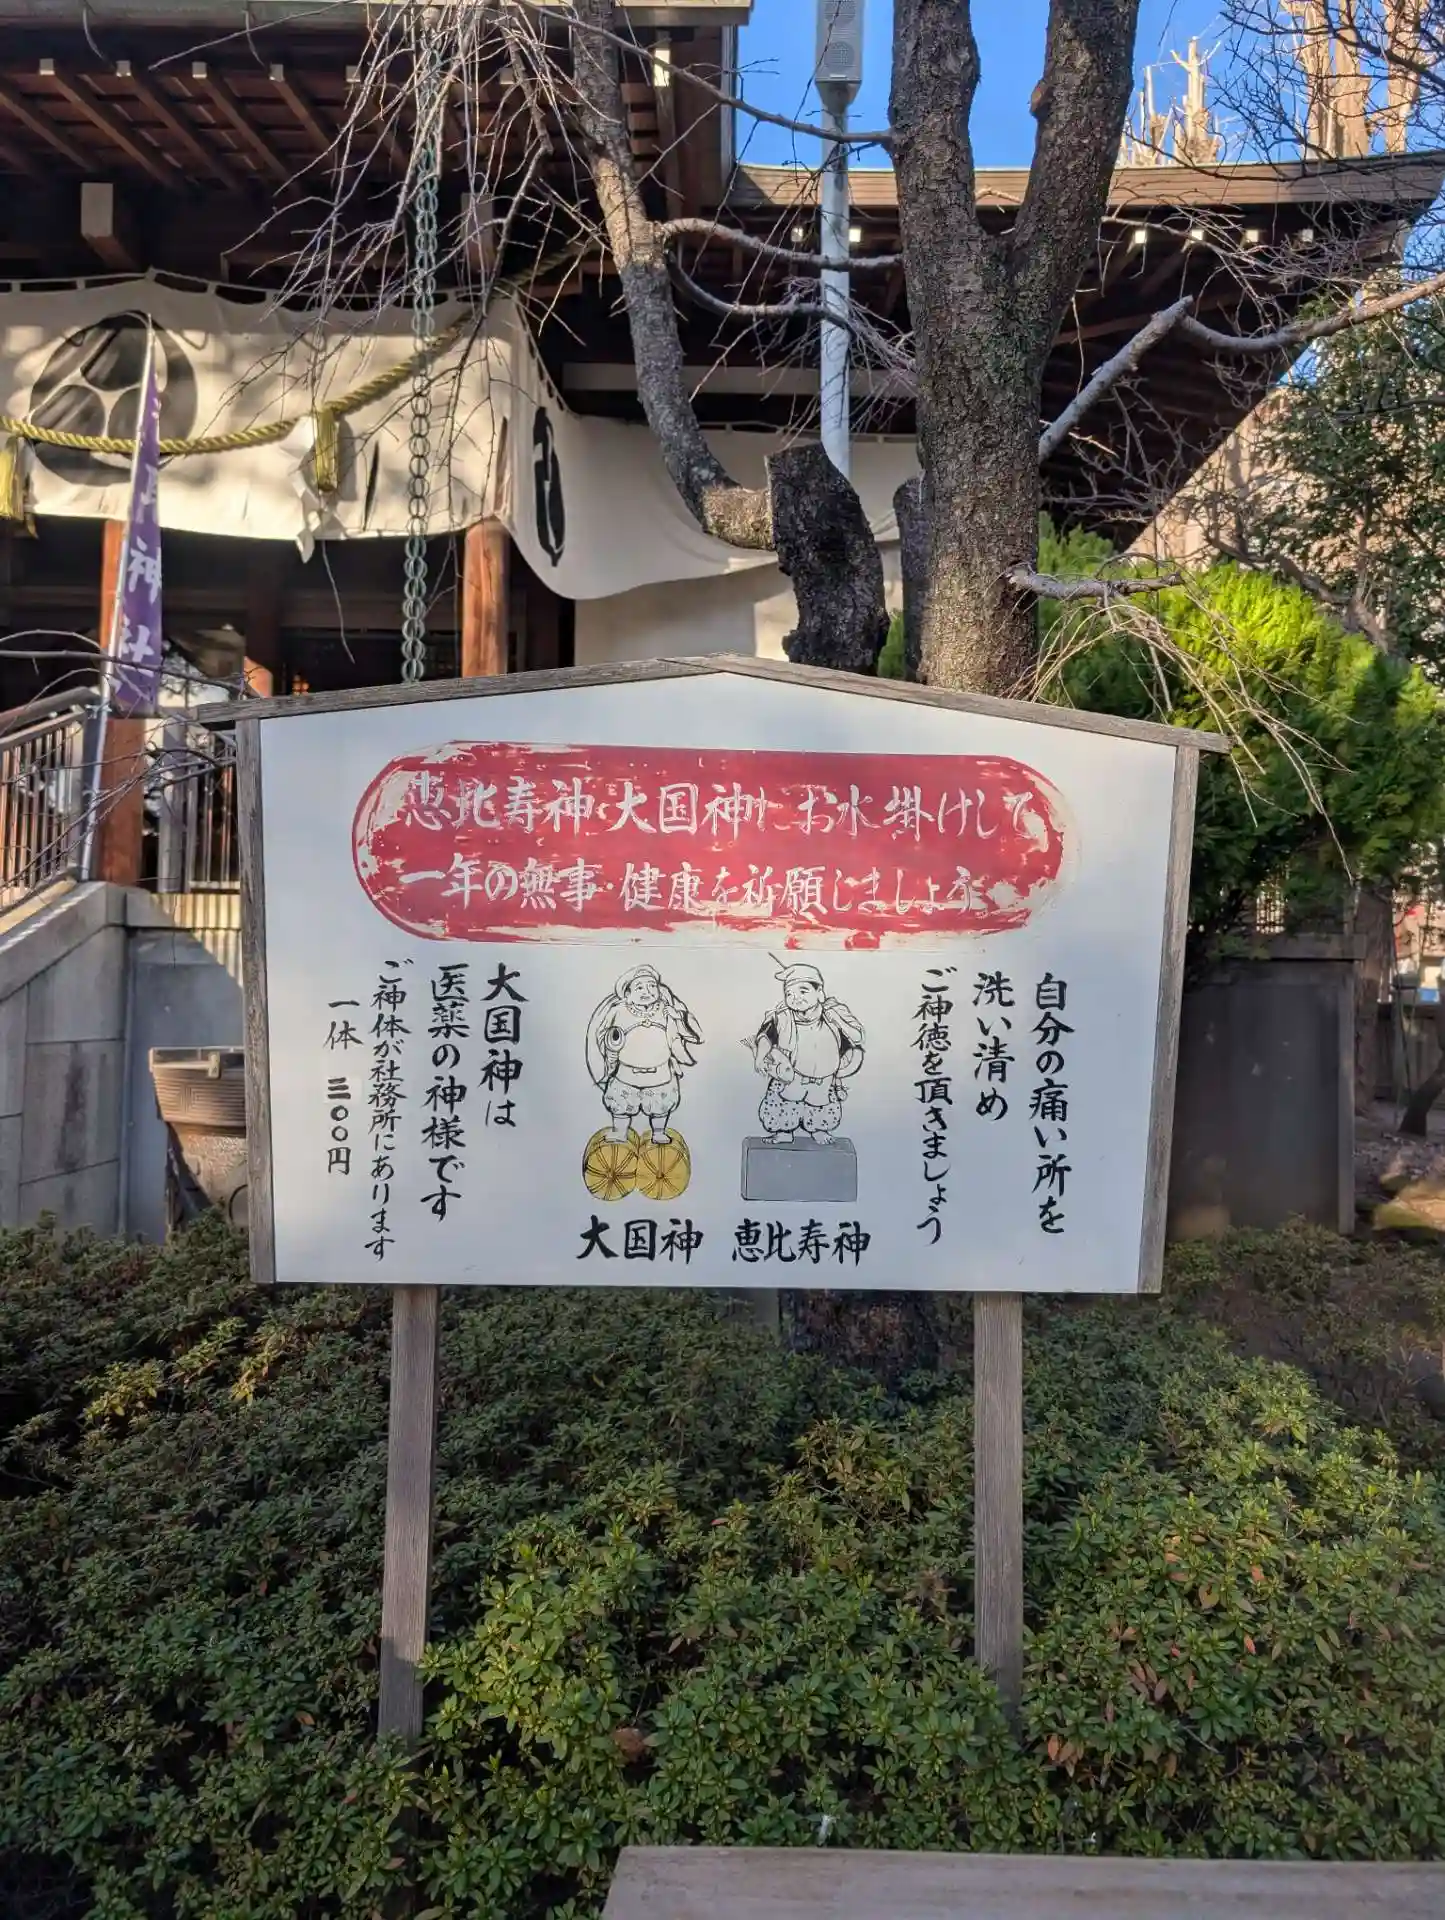 恵比寿神・大国神にお水掛けして
一年の無事・健康を祈願しましょう
自分の痛い所を
洗い清め
ご神徳を頂きましょう
恵比寿神
大国神
大国神は
医薬の神様です
ご神体が社務所にあります
一体 三〇〇円
神社